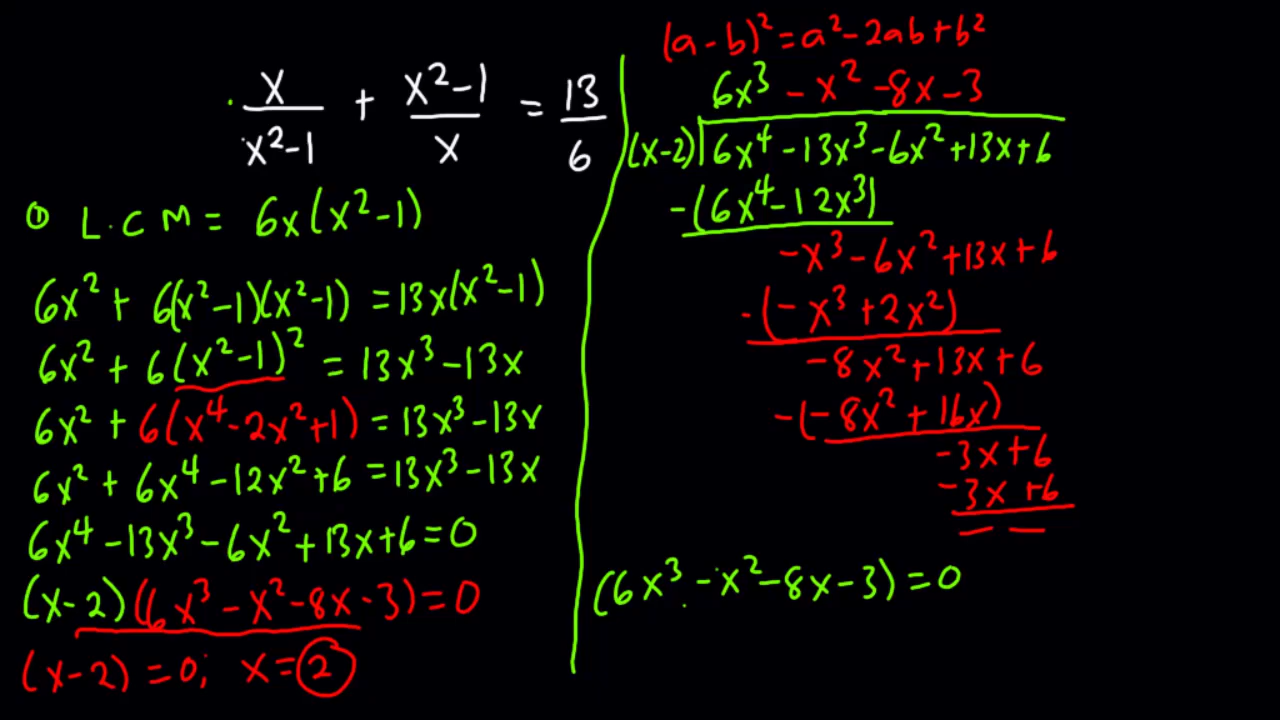 x/(x²-1) + (x²-1)/x = 13/6
① L.C M = 6x(x²-1)
6x² + 6(x²-1)(x²-1) = 13x(x²-1)
6x² + 6(x²-1)² = 13x³-13x
6x² + 6(x⁴-2x²+1) = 13x³-13x
6x² + 6x⁴ -12x²+6 = 13x³-13x
6x⁴ -13x³ -6x² +13x+6 = 0
(x-2)(6x³ - x² -8x -3) = 0
(x-2) = 0; x = 2
(a-b)² = a² - 2ab + b²
6x³ - x² -8x -3
(x-2) 6x⁴ -13x³ -6x² +13x+6
-(6x⁴ -12x³)
-x³ -6x² +13x+6
-(-x³ +2x²)
-8x² +13x+6
-(-8x² + 16x)
-3x+6
-3x +6
(6x³ -x² -8x -3) = 0